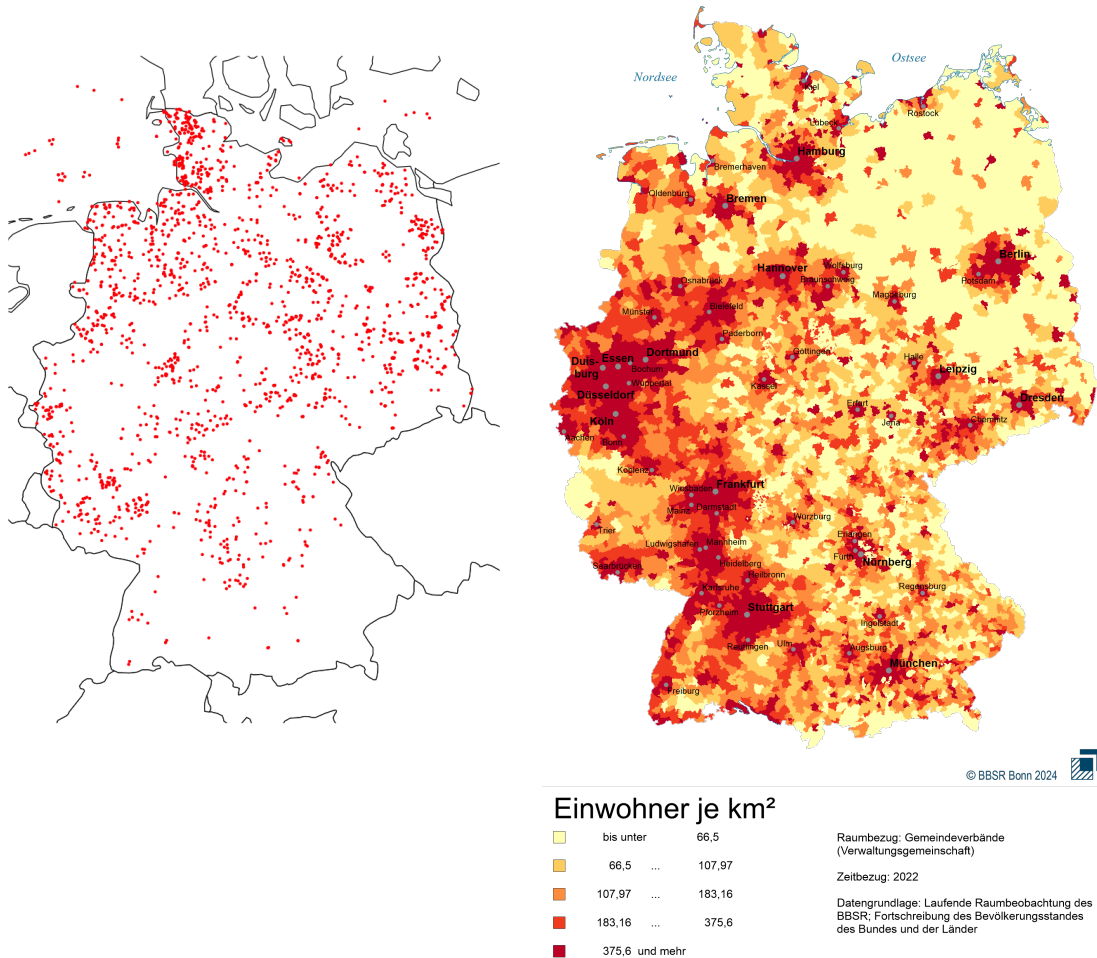 Nordsee
Ostsee
Kiel
Rostock
Lübeck
Hamburg
Bremerhaven
Oldenburg
Bremen
Berlin
Hannover
Wolfsburg
Potsdam
Osnabrück
Braunschweig
Magdeburg
Bielefeld
Münster
Paderborn
Göttingen
Halle
Dortmund
Duis-
burg
Essen
Bochum
Leipzig
Wuppertal
Kassel
Düsseldorf
Dresden
Erfurt
Jena
Chemnitz
Köln
Aachen
Bonn
Koblenz
Wiesbaden
Frankfurt
Mainz
Darmstadt
Würzburg
Trier
Erlangen
Ludwigshafen
Mannheim
Fürth
Nürnberg
Saarbrücken
Heidelberg
Heilbronn
Karlsruhe
Regensburg
Pforzheim
Stuttgart
Ingolstadt
Reutlingen
Ulm
Augsburg
München
Freiburg
© BBSR Bonn 2024
Einwohner je km²
bis unter 66,5
66,5 ... 107,97
107,97 ... 183,16
183,16 ... 375,6
375,6 und mehr
Raumbezug: Gemeindeverbände
(Verwaltungsgemeinschaft)
Zeitbezug: 2022
Datengrundlage: Laufende Raumbeobachtung des
BBSR; Fortschreibung des Bevölkerungsstandes
des Bundes und der Länder